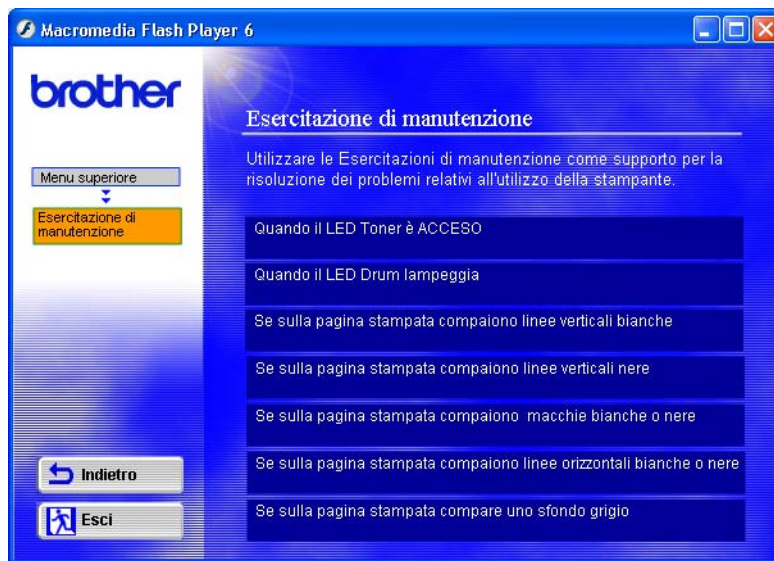 Macromedia Flash Player 6
brother
Menu superiore
Esercitazione di
manutenzione
Esercitazione di manutenzione
Utilizzare le Esercitazioni di manutenzione come supporto per la
risoluzione dei problemi relativi all'utilizzo della stampante.
Quando il LED Toner è ACCESO
Quando il LED Drum lampeggia
Se sulla pagina stampata compaiono linee verticali bianche
Se sulla pagina stampata compaiono linee verticali nere
Se sulla pagina stampata compaiono macchie bianche o nere
Se sulla pagina stampata compaiono linee orizzontali bianche o nere
Se sulla pagina stampata compare uno sfondo grigio
Indietro
Esci